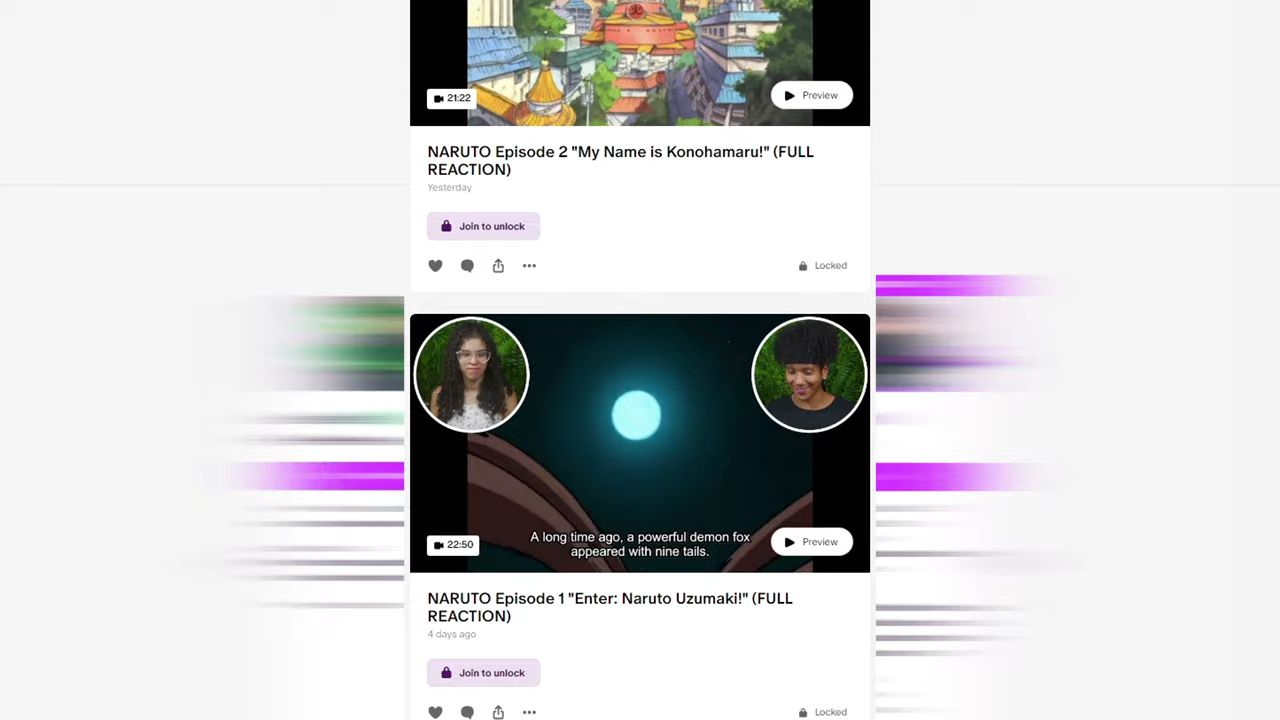 21:22
Preview
NARUTO Episode 2 "My Name is Konohamaru!" (FULL
REACTION)
Yesterday
Join to unlock
Locked
A long time ago, a powerful demon fox
appeared with nine tails.
22:50
Preview
NARUTO Episode 1 "Enter: Naruto Uzumaki!" (FULL
REACTION)
4 days ago
Join to unlock
Locked